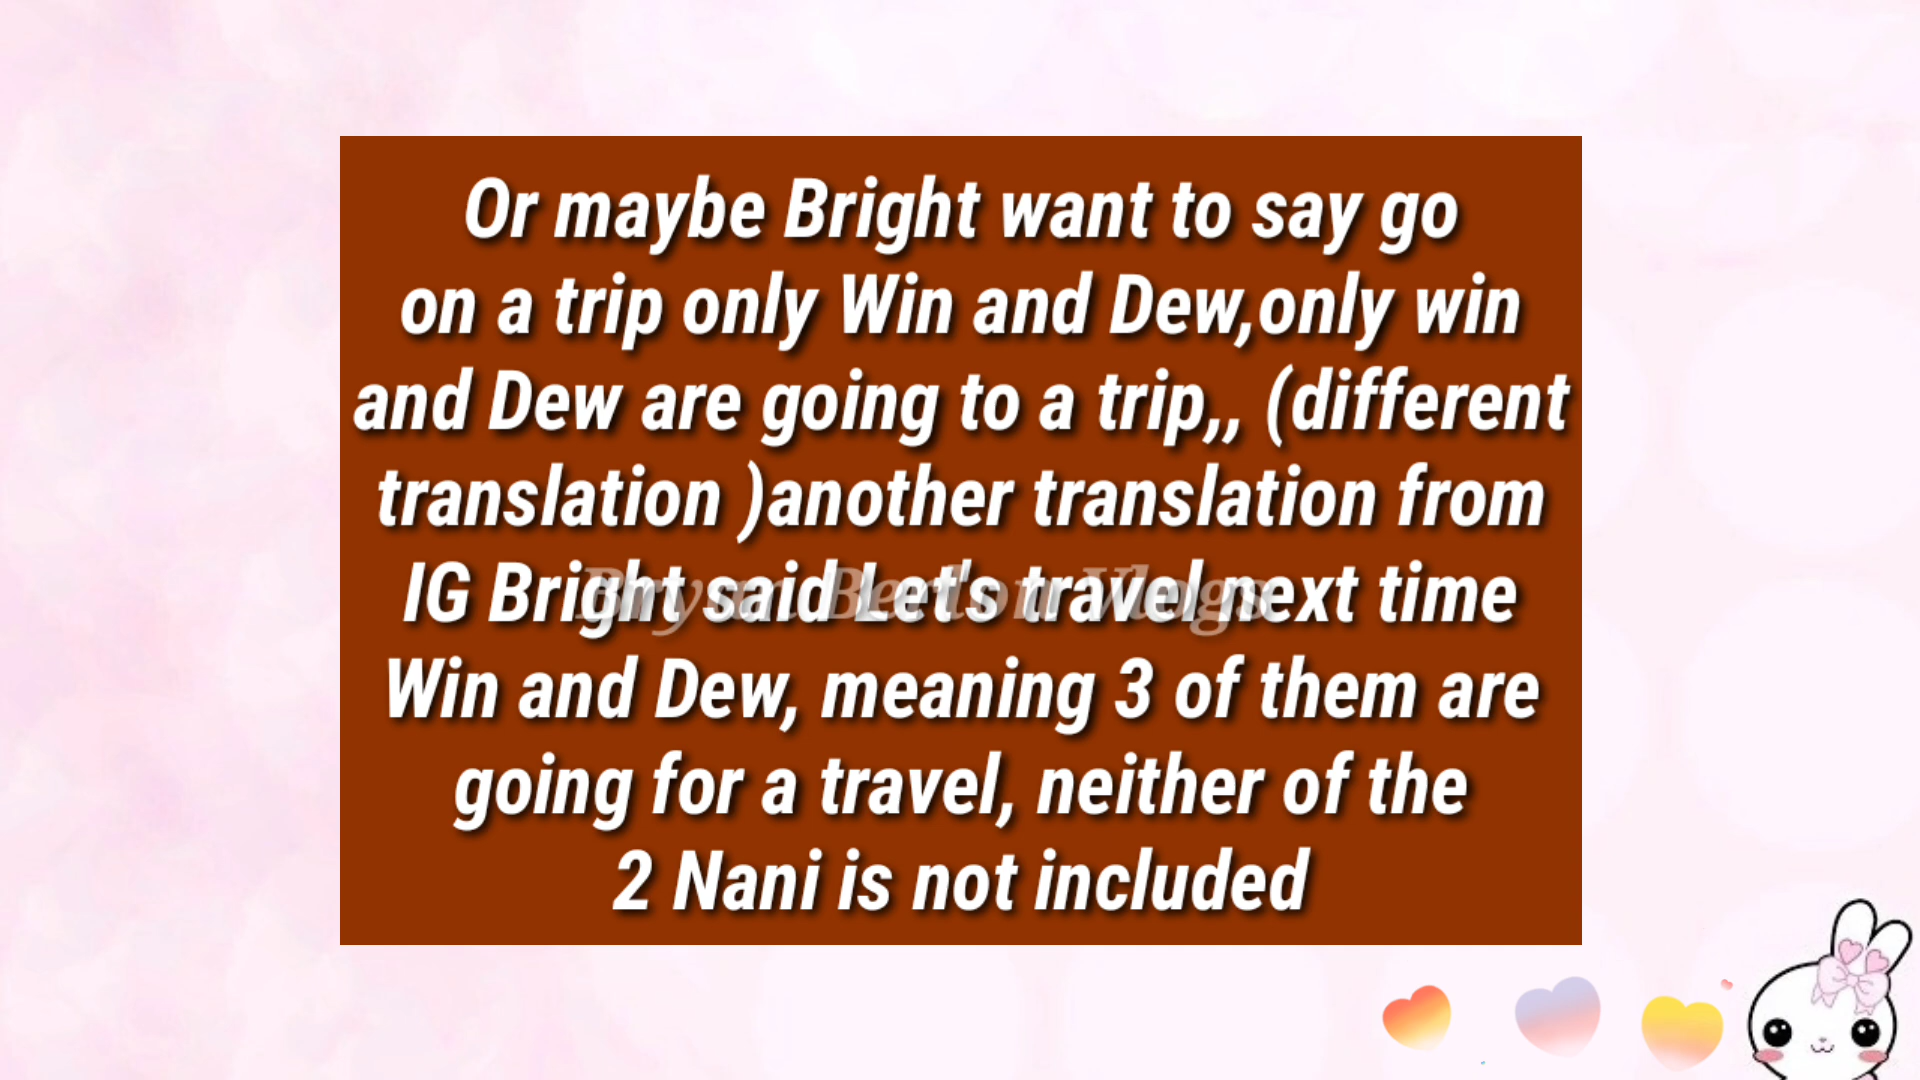 Or maybe Bright want to say go
on a trip only Win and Dew,only win
and Dew are going to a trip,, (different
translation )another translation from
IG Bright said Let's travel next time
Win and Dew, meaning 3 of them are
going for a travel, neither of the
2 Nani is not included
Vlogs